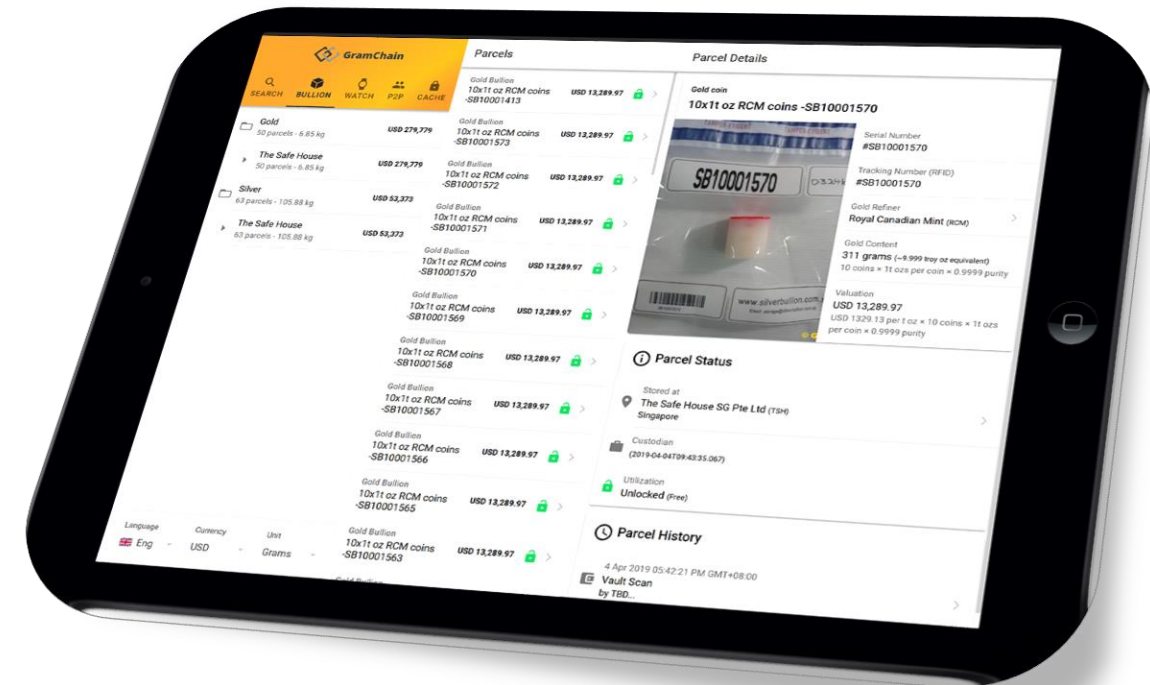 GramChain
SEARCH
BULLION
WATCH
P2P
CACHE
Gold
50 parcels - 6.85 kg
USD 279,779
The Safe House
50 parcels - 6.85 kg
USD 279,779
Silver
63 parcels - 105.88 kg
USD 53,373
The Safe House
63 parcels - 105.88 kg
USD 53,373
Language
Eng
Currency
USD
Unit
Grams
Parcels
Gold Bullion
10x1t oz RCM coins
-SB10001413
USD 13,289.97
Gold Bullion
10x1t oz RCM coins
-SB10001573
USD 13,289.97
Gold Bullion
10x1t oz RCM coins
-SB10001572
USD 13,289.97
Gold Bullion
10x1t oz RCM coins
-SB10001571
USD 13,289.97
Gold Bullion
10x1t oz RCM coins
-SB10001570
USD 13,289.97
Gold Bullion
10x1t oz RCM coins
-SB10001569
USD 13,289.97
Gold Bullion
10x1t oz RCM coins
-SB10001568
USD 13,289.97
Gold Bullion
10x1t oz RCM coins
-SB10001567
USD 13,289.97
Gold Bullion
10x1t oz RCM coins
-SB10001566
USD 13,289.97
Gold Bullion
10x1t oz RCM coins
-SB10001565
USD 13,289.97
Gold Bullion
10x1t oz RCM coins
-SB10001563
USD 13,289.97
Gold Bullion
Parcel Details
Gold coin
10x1t oz RCM coins -SB10001570
SB10001570
www.silverbullion.com
Serial Number
#SB10001570
Tracking Number (RFID)
#SB10001570
Gold Refiner
Royal Canadian Mint (RCM)
Gold Content
311 grams (~9.999 troy oz equivalent)
10 coins × 1t ozs per coin × 0.9999 purity
Valuation
USD 13,289.97
USD 1329.13 per t oz × 10 coins × 1t ozs
per coin × 0.9999 purity
Parcel Status
Stored at
The Safe House SG Pte Ltd (TSH)
Singapore
Custodian
(2019-04-04T09:43:35.067)
Utilization
Unlocked (Free)
Parcel History
4 Apr 2019 05:42:21 PM GMT+08:00
Vault Scan
by TBD...